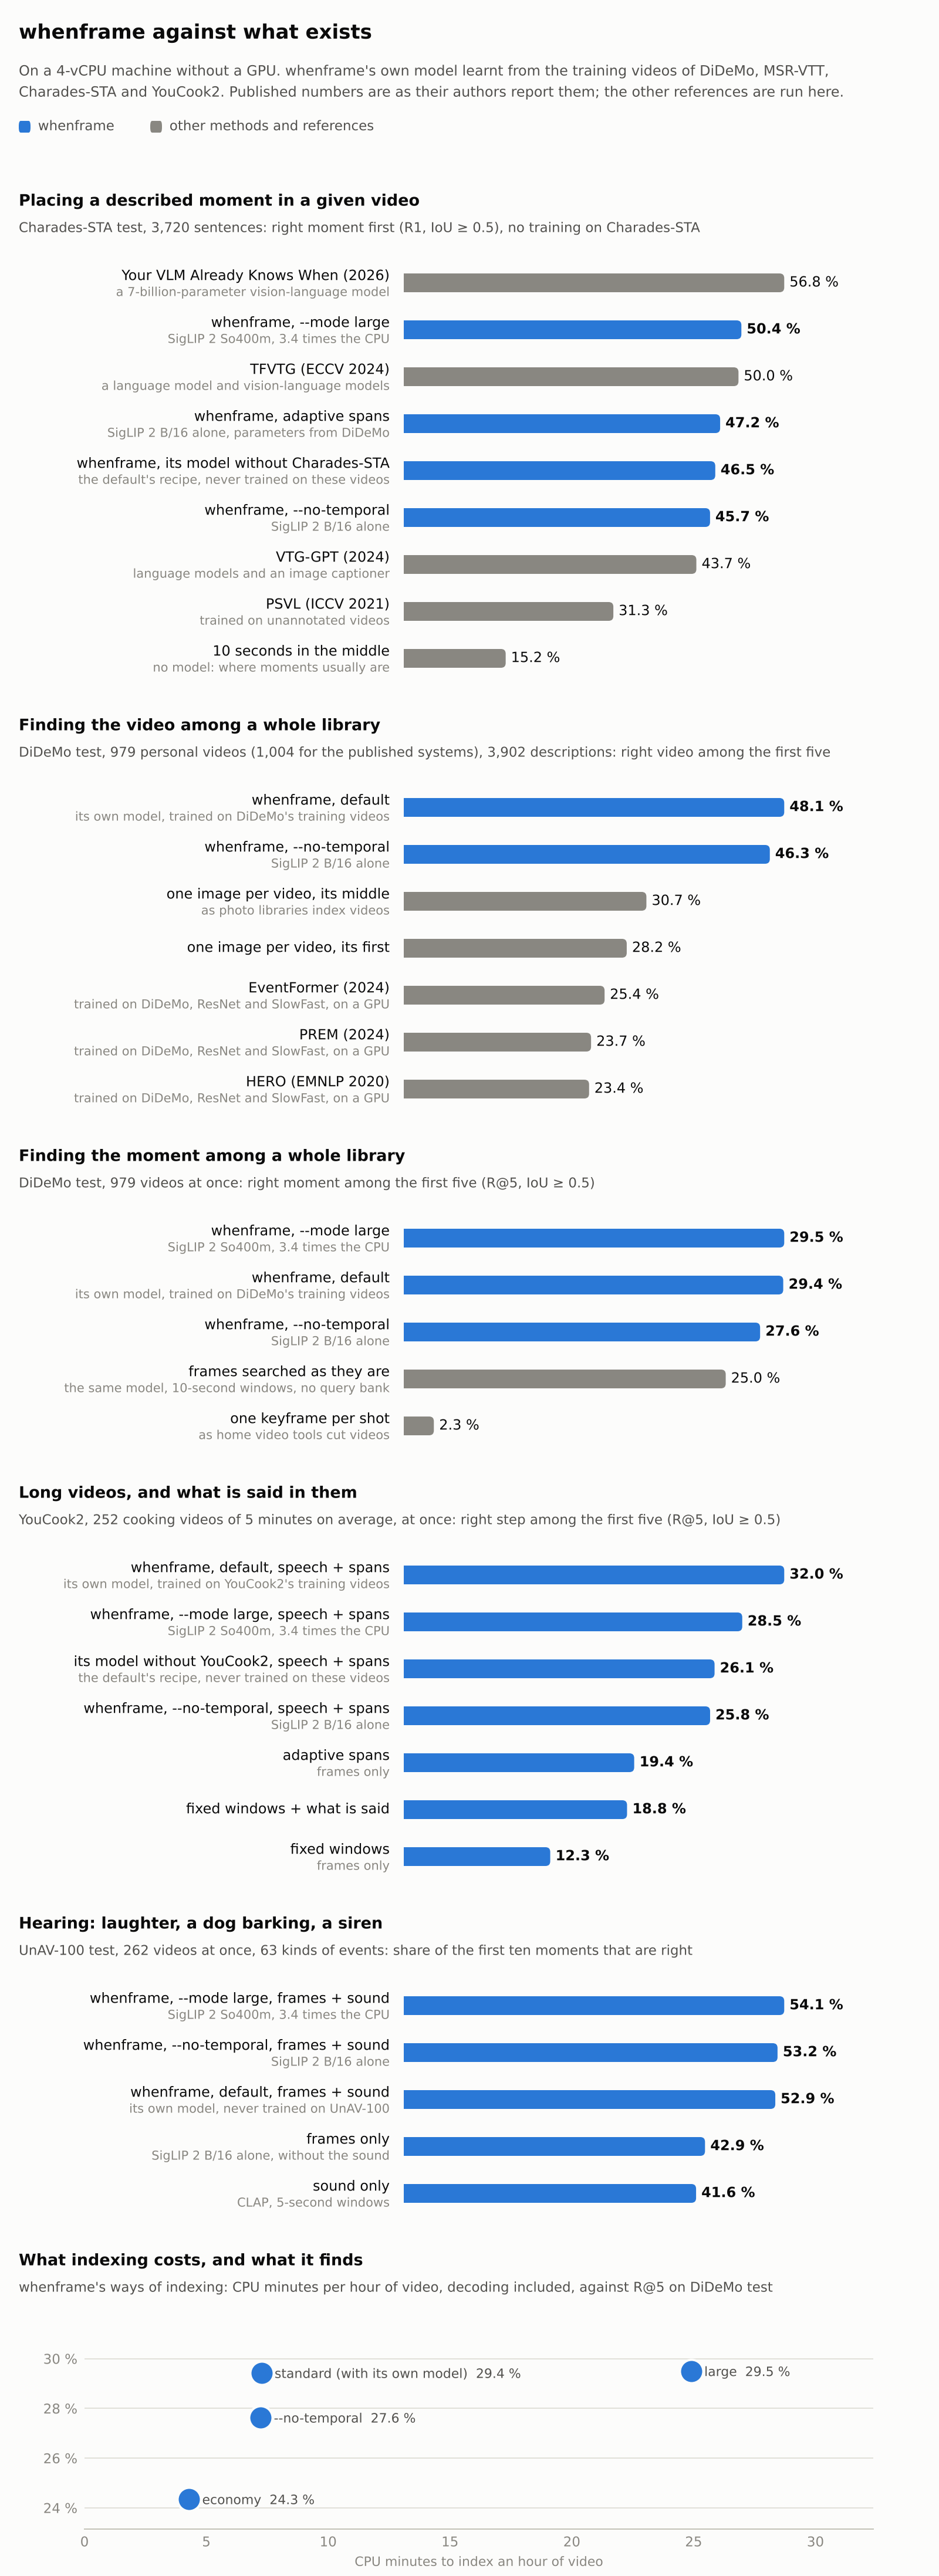 whenframe against what exists
On a 4-vCPU machine without a GPU. whenframe's own model learnt from the training videos of DiDeMo, MSR-VTT,
Charades-STA and YouCook2. Published numbers are as their authors report them; the other references are run here.
whenframe other methods and references
Placing a described moment in a given video
Charades-STA test, 3,720 sentences: right moment first (R1, IoU ≥ 0.5), no training on Charades-STA
Your VLM Already Knows When (2026)
a 7-billion-parameter vision-language model
56.8 %
whenframe, --mode large
SigLIP 2 So400m, 3.4 times the CPU
50.4 %
TFVTG (ECCV 2024)
a language model and vision-language models
50.0 %
whenframe, adaptive spans
SigLIP 2 B/16 alone, parameters from DiDeMo
47.2 %
whenframe, its model without Charades-STA
the default's recipe, never trained on these videos
46.5 %
whenframe, --no-temporal
SigLIP 2 B/16 alone
45.7 %
VTG-GPT (2024)
language models and an image captioner
43.7 %
PSVL (ICCV 2021)
trained on unannotated videos
31.3 %
10 seconds in the middle
no model: where moments usually are
15.2 %
Finding the video among a whole library
DiDeMo test, 979 personal videos (1,004 for the published systems), 3,902 descriptions: right video among the first five
whenframe, default
its own model, trained on DiDeMo's training videos
48.1 %
whenframe, --no-temporal
SigLIP 2 B/16 alone
46.3 %
one image per video, its middle
as photo libraries index videos
30.7 %
one image per video, its first
28.2 %
EventFormer (2024)
trained on DiDeMo, ResNet and SlowFast, on a GPU
25.4 %
PREM (2024)
trained on DiDeMo, ResNet and SlowFast, on a GPU
23.7 %
HERO (EMNLP 2020)
trained on DiDeMo, ResNet and SlowFast, on a GPU
23.4 %
Finding the moment among a whole library
DiDeMo test, 979 videos at once: right moment among the first five (R@5, IoU ≥ 0.5)
whenframe, --mode large
SigLIP 2 So400m, 3.4 times the CPU
29.5 %
whenframe, default
its own model, trained on DiDeMo's training videos
29.4 %
whenframe, --no-temporal
SigLIP 2 B/16 alone
27.6 %
frames searched as they are
the same model, 10-second windows, no query bank
25.0 %
one keyframe per shot
as home video tools cut videos
2.3 %
Long videos, and what is said in them
YouCook2, 252 cooking videos of 5 minutes on average, at once: right step among the first five (R@5, IoU ≥ 0.5)
whenframe, default, speech + spans
its own model, trained on YouCook2's training videos
32.0 %
whenframe, --mode large, speech + spans
SigLIP 2 So400m, 3.4 times the CPU
28.5 %
its model without YouCook2, speech + spans
the default's recipe, never trained on these videos
26.1 %
whenframe, --no-temporal, speech + spans
SigLIP 2 B/16 alone
25.8 %
adaptive spans
frames only
19.4 %
fixed windows + what is said
18.8 %
fixed windows
frames only
12.3 %
Hearing: laughter, a dog barking, a siren
UnAV-100 test, 262 videos at once, 63 kinds of events: share of the first ten moments that are right
whenframe, --mode large, frames + sound
SigLIP 2 So400m, 3.4 times the CPU
54.1 %
whenframe, --no-temporal, frames + sound
SigLIP 2 B/16 alone
53.2 %
whenframe, default, frames + sound
its own model, never trained on UnAV-100
52.9 %
frames only
SigLIP 2 B/16 alone, without the sound
42.9 %
sound only
CLAP, 5-second windows
41.6 %
What indexing costs, and what it finds
whenframe's ways of indexing: CPU minutes per hour of video, decoding included, against R@5 on DiDeMo test
30 %
standard (with its own model) 29.4 %
large 29.5 %
28 %
--no-temporal 27.6 %
26 %
economy 24.3 %
24 %
0 5 10 15 20 25 30
CPU minutes to index an hour of video